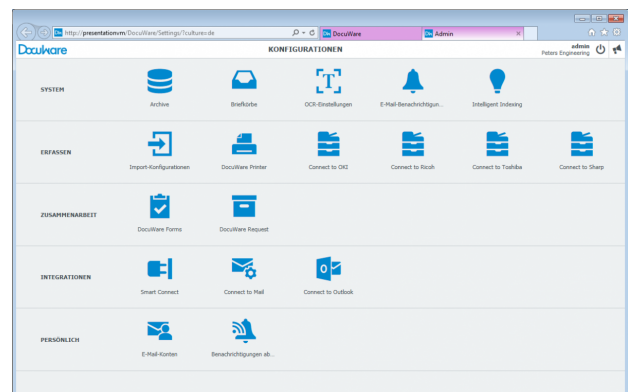 http://presentationvm/DocuWare/Settings/?culture=de
DocuWare
Admin
DocuWare
KONFIGURATIONEN
admin
Peters Engineering
SYSTEM
Archive
Briefkörbe
OCR-Einstellungen
E-Mail-Benachrichtigun...
Intelligent Indexing
ERFASSEN
Import-Konfigurationen
DocuWare Printer
Connect to OKI
Connect to Ricoh
Connect to Toshiba
Connect to Sharp
ZUSAMMENARBEIT
DocuWare Forms
DocuWare Request
INTEGRATIONEN
Smart Connect
Connect to Mail
Connect to Outlook
PERSÖNLICH
E-Mail-Konten
Benachrichtigungen ab...